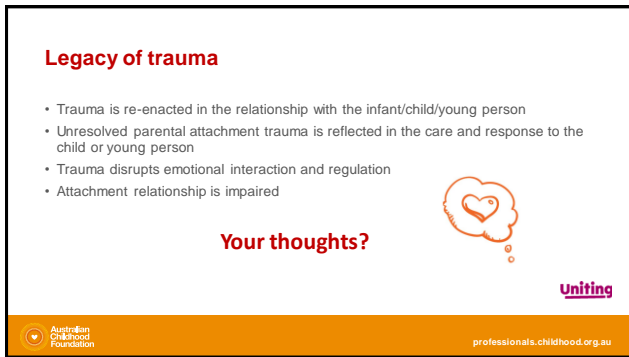 Legacy of trauma
• Trauma is re-enacted in the relationship with the infant/child/young person
• Unresolved parental attachment trauma is reflected in the care and response to the
child or young person
• Trauma disrupts emotional interaction and regulation
• Attachment relationship is impaired
Your thoughts?
Uniting
Australian
Childhood
Foundation
professionals.childhood.org.au